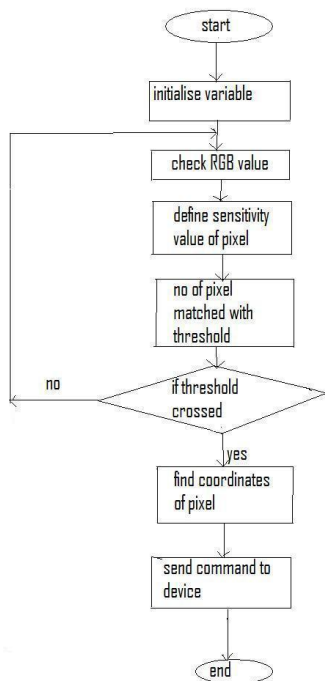 start
initialise variable
check RGB value
define sensitivity
value of pixel
no of pixel
matched with
threshold
no
if threshold
crossed
yes
find coordinates
of pixel
send command to
device
end